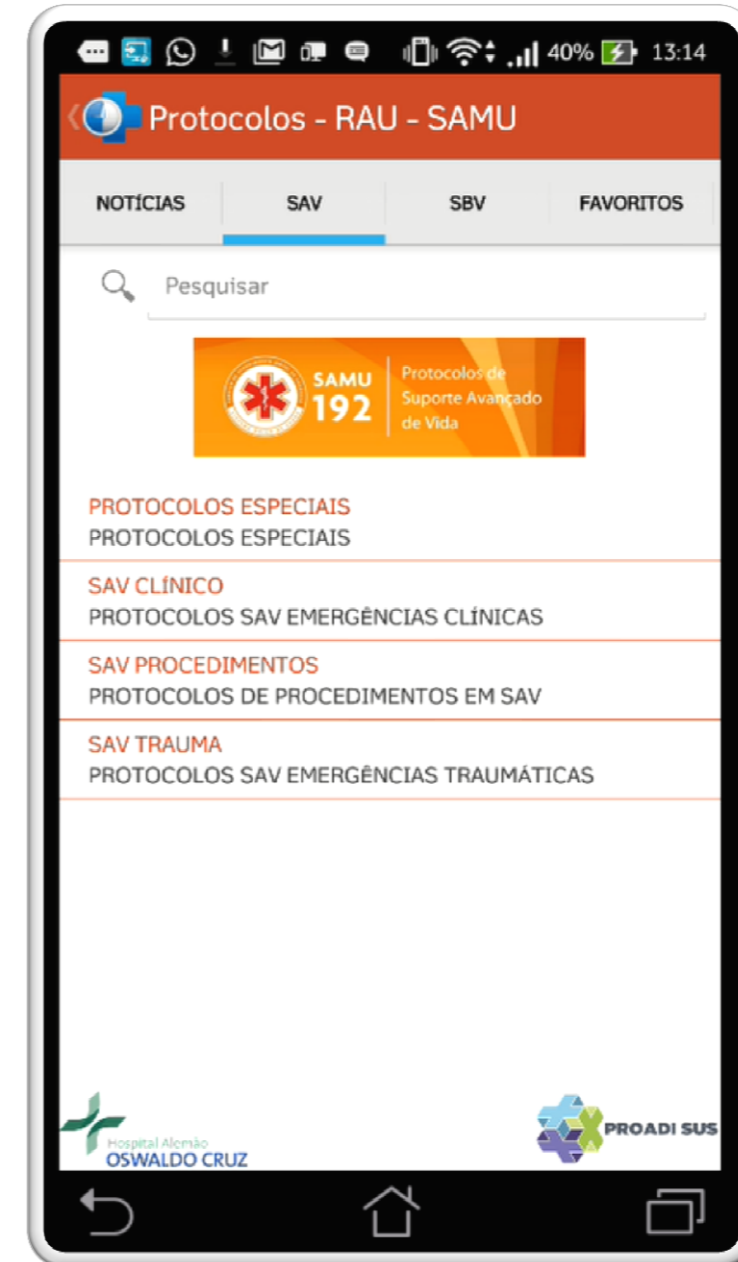 40% 13:14
Protocolos - RAU - SAMU
NOTÍCIAS SAV SBV FAVORITOS
Pesquisar
SAMU
192
Protocolos de
Suporte Avançado
de Vida
PROTOCOLOS ESPECIAIS
PROTOCOLOS ESPECIAIS
SAV CLÍNICO
PROTOCOLOS SAV EMERGÊNCIAS CLÍNICAS
SAV PROCEDIMENTOS
PROTOCOLOS DE PROCEDIMENTOS EM SAV
SAV TRAUMA
PROTOCOLOS SAV EMERGÊNCIAS TRAUMÁTICAS
Hospital Alemão
OSWALDO CRUZ
PROADI SUS